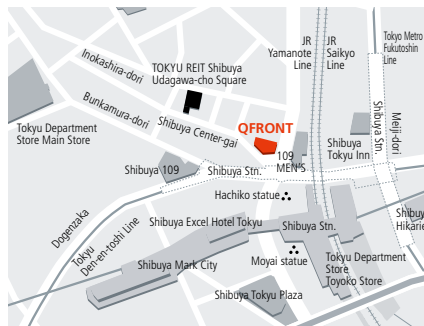 Inokashira-dori
TOKYU REIT Shibuya
Udagawa-cho Square
JR
Yamanote
Line
JR
Saikyo
Line
Tokyo Metro
Fukutoshin
Line
Bunkamura-dori
Shibuya Center-gai
QFRONT
109
MEN'S
Tokyu Department
Store Main Store
Shibuya Stn.
Meiji-dori
Shibuya
Tokyu Inn
Shibuya 109
Shibuya Stn.
Hachiko statue
Dogenzaka
Tokyu
Den-en-toshi Line
Shibuya Excel Hotel Tokyu
Shibuya Stn.
Shibuya
Hikarie
Shibuya Mark City
Moyai statue
Tokyu Department
Store
Toyoko Store
Shibuya Tokyu Plaza